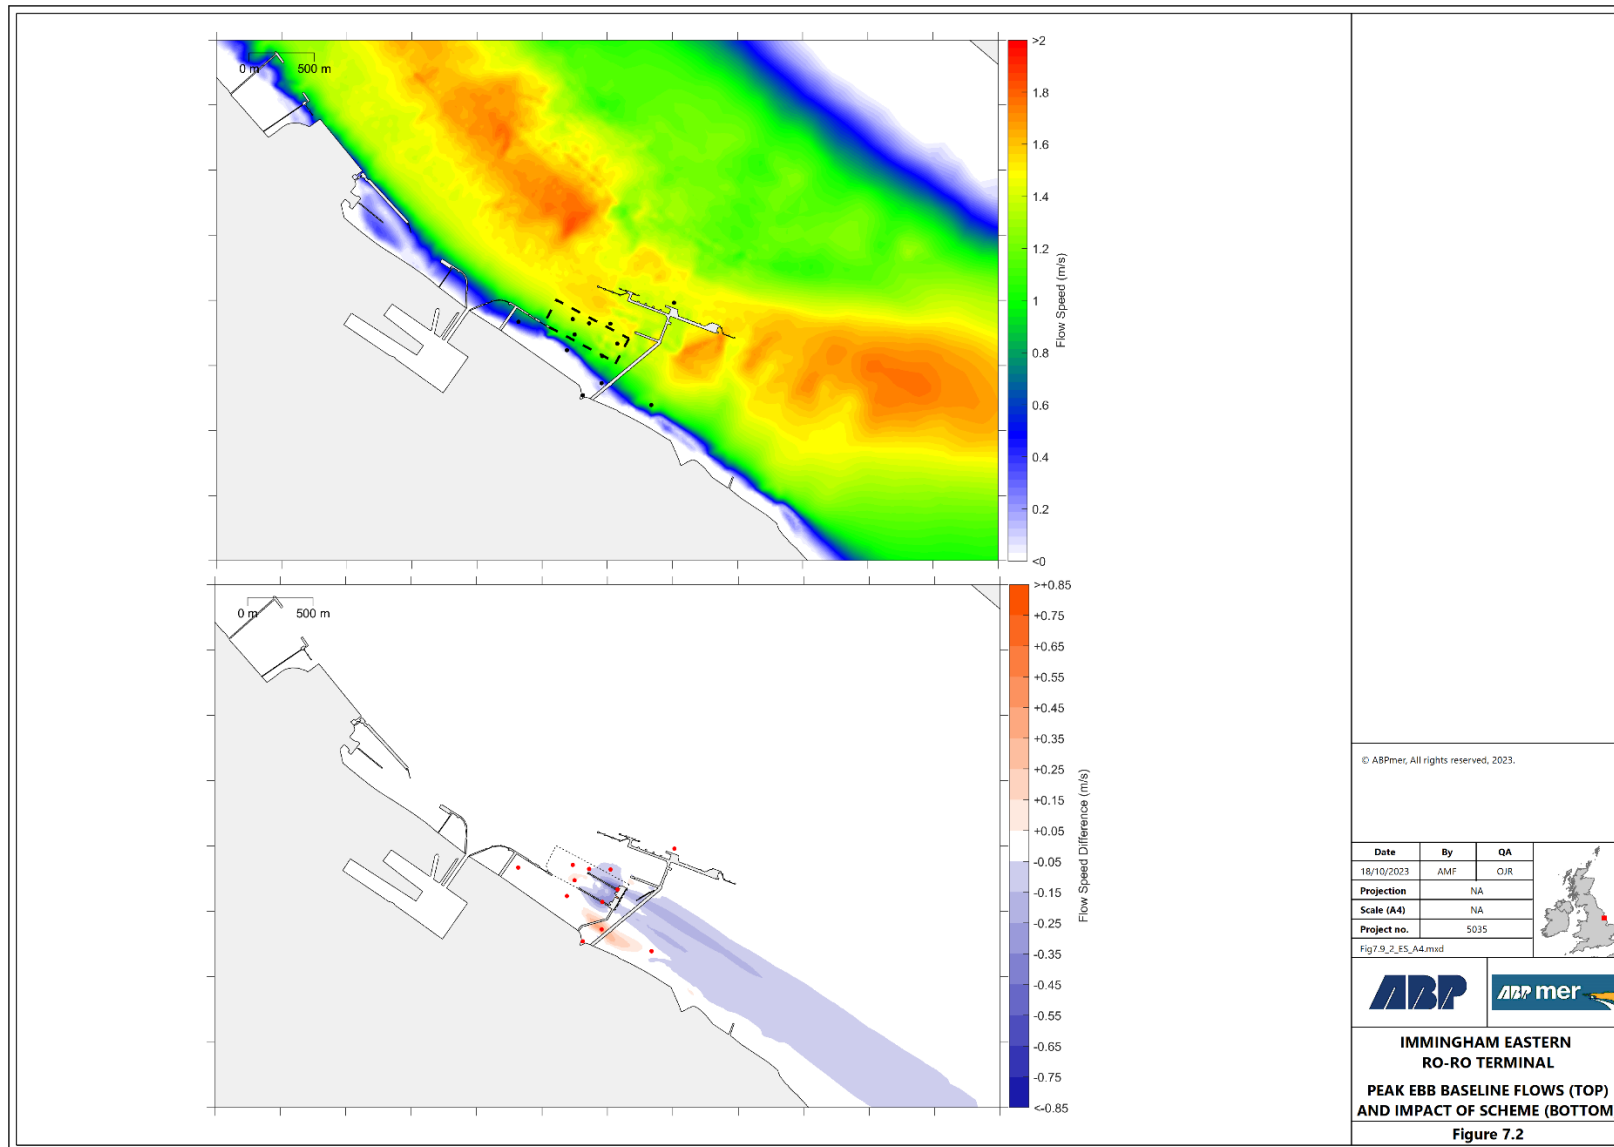 0 m 500 m
>2
1.8
1.6
1.4
1.2
1
0.8
0.6
0.4
0.2
<0
Flow Speed (m/s)
0 m 500 m
>+0.85
+0.75
+0.65
+0.55
+0.45
+0.35
+0.25
+0.15
+0.05
-0.05
-0.15
-0.25
-0.35
-0.45
-0.55
-0.65
-0.75
<-0.85
Flow Speed Difference (m/s)
© ABPmer, All rights reserved, 2023.
Date By QA
18/10/2023 AMF OJR
Projection NA
Scale (A4) NA
Project no. 5035
Fig7.9_2_ES_A4.mxd
ABP
ABP mer
IMMINGHAM EASTERN
RO-RO TERMINAL
PEAK EBB BASELINE FLOWS (TOP)
AND IMPACT OF SCHEME (BOTTOM
Figure 7.2